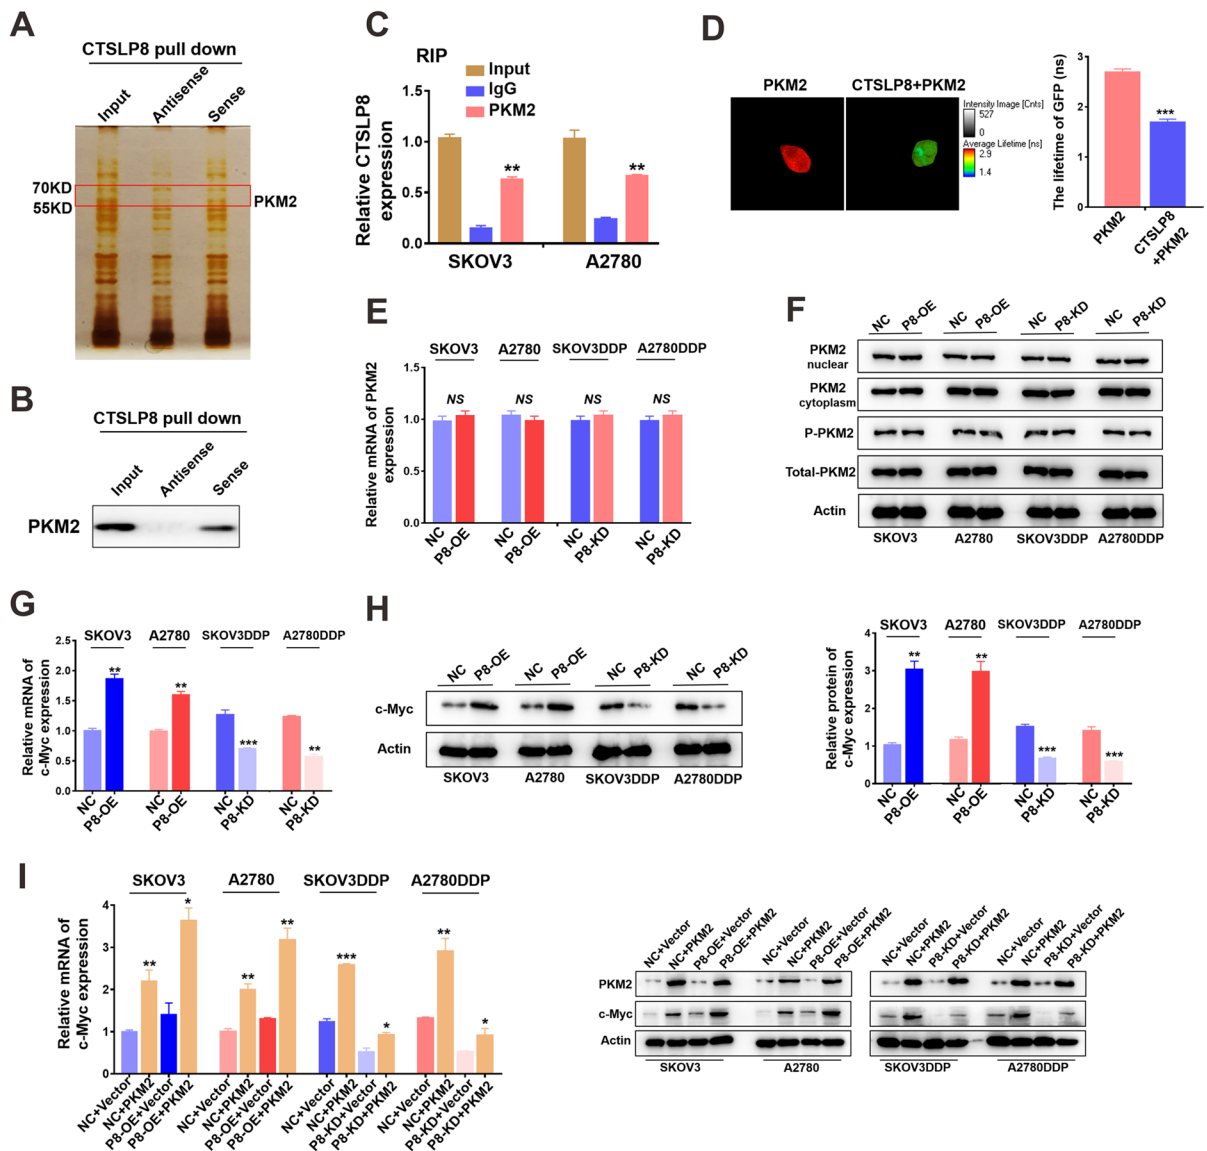 A
CTSLP8 pull down
Input
Antisense
Sense
70KD
55KD
PKM2
B
CTSLP8 pull down
Input
Antisense
Sense
PKM2
C
RIP
Input
IgG
PKM2
Relative CTSLP8
expression
1.5
1.0
0.5
0.0
**
**
SKOV3
A2780
D
PKM2
CTSLP8+PKM2
Intensity Image [Cnts]
527
0
Average Lifetime [ns]
2.9
1.4
The lifetime of GFP (ns)
3
2
1
0
***
PKM2
CTSLP8
+PKM2
E
SKOV3
A2780
SKOV3DDP
A2780DDP
Relative mRNA of PKM2
expression
1.5
1.0
0.5
0.0
NS
NS
NS
NS
NC
P8-OE
NC
P8-OE
NC
P8-KD
NC
P8-KD
F
NC
P8-OE
NC
P8-OE
NC
P8-KD
NC
P8-KD
PKM2
nuclear
PKM2
cytoplasm
P-PKM2
Total-PKM2
Actin
SKOV3
A2780
SKOV3DDP
A2780DDP
G
SKOV3
A2780
SKOV3DDP
A2780DDP
Relative mRNA of
c-Myc expression
2.5
2.0
1.5
1.0
0.5
0.0
**
**
***
**
NC
P8-OE
NC
P8-OE
NC
P8-KD
NC
P8-KD
H
NC
P8-OE
NC
P8-OE
NC
P8-KD
NC
P8-KD
c-Myc
Actin
SKOV3
A2780
SKOV3DDP
A2780DDP
SKOV3
A2780
SKOV3DDP
A2780DDP
Relative protein of
c-Myc expression
4
3
2
1
0
**
**
***
***
NC
P8-OE
NC
P8-OE
NC
P8-KD
NC
P8-KD
I
SKOV3
A2780
SKOV3DDP
A2780DDP
Relative mRNA of
c-Myc expression
4
3
2
1
0
**
*
**
**
***
*
**
*
NC+Vector
NC+PKM2
P8-OE+Vector
P8-OE+PKM2
NC+Vector
NC+PKM2
P8-OE+Vector
P8-OE+PKM2
NC+Vector
NC+PKM2
P8-KD+Vector
P8-KD+PKM2
NC+Vector
NC+PKM2
P8-KD+Vector
P8-KD+PKM2
NC+Vector
NC+PKM2
P8-OE+Vector
P8-OE+PKM2
NC+Vector
NC+PKM2
P8-OE+Vector
P8-OE+PKM2
NC+Vector
NC+PKM2
P8-KD+Vector
P8-KD+PKM2
NC+Vector
NC+PKM2
P8-KD+Vector
P8-KD+PKM2
PKM2
c-Myc
Actin
SKOV3
A2780
SKOV3DDP
A2780DDP